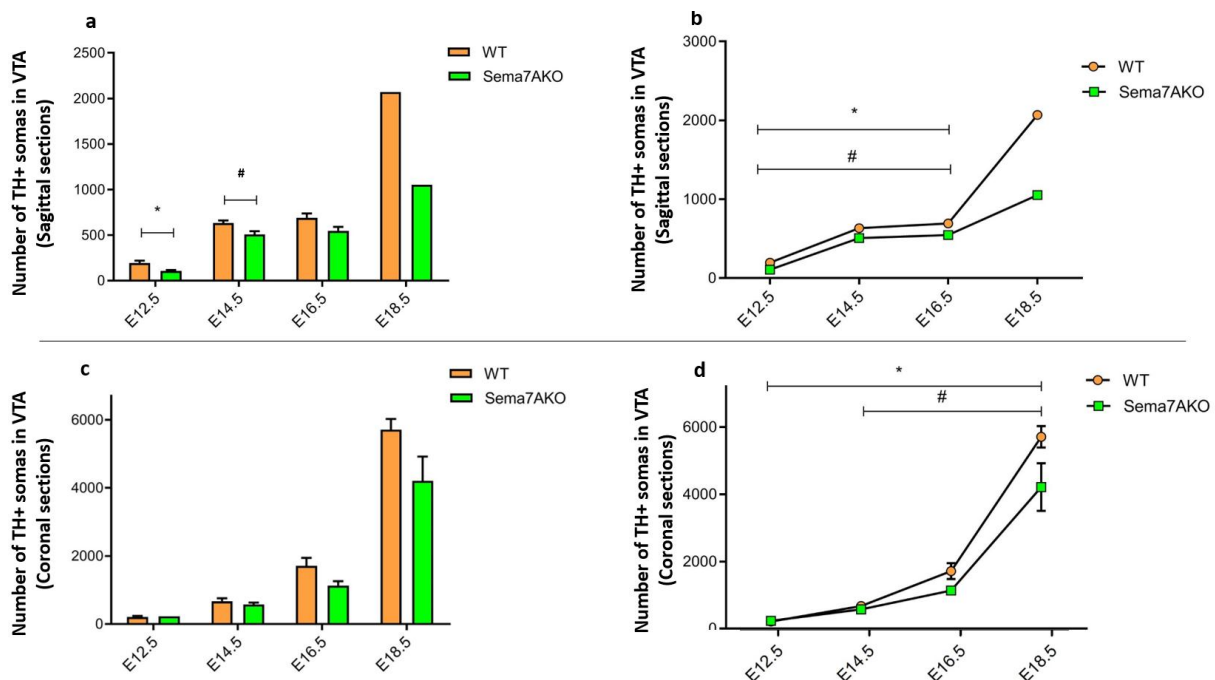 a
Number of TH+ somas in VTA
(Sagittal sections)
2500
2000
1500
1000
500
0
*
#
E12.5
E14.5
E16.5
E18.5
WT
Sema7AKO
b
Number of TH+ somas in VTA
(Sagittal sections)
3000
2000
1000
0
*
#
E12.5
E14.5
E16.5
E18.5
WT
Sema7AKO
c
Number of TH+ somas in VTA
(Coronal sections)
6000
4000
2000
0
E12.5
E14.5
E16.5
E18.5
WT
Sema7AKO
d
Number of TH+ somas in VTA
(Coronal sections)
6000
4000
2000
0
*
#
E12.5
E14.5
E16.5
E18.5
WT
Sema7AKO